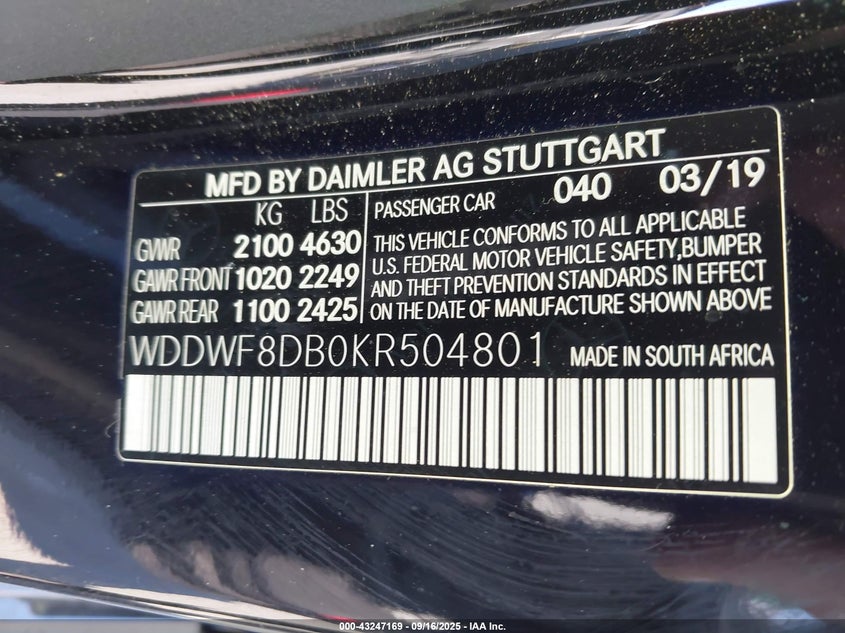 MFD BY DAIMLER AG STUTTGART
KG LBS
GVWR 2100 4630
GAWR FRONT 1020 2249
GAWR REAR 1100 2425
PASSENGER CAR 040 03/19
THIS VEHICLE CONFORMS TO ALL APPLICABLE
U.S. FEDERAL MOTOR VEHICLE SAFETY,BUMPER
AND THEFT PREVENTION STANDARDS IN EFFECT
ON THE DATE OF MANUFACTURE SHOWN ABOVE
WDDWF8DB0KR504801 MADE IN SOUTH AFRICA
000-43247169 - 09/16/2025 - IAA Inc.